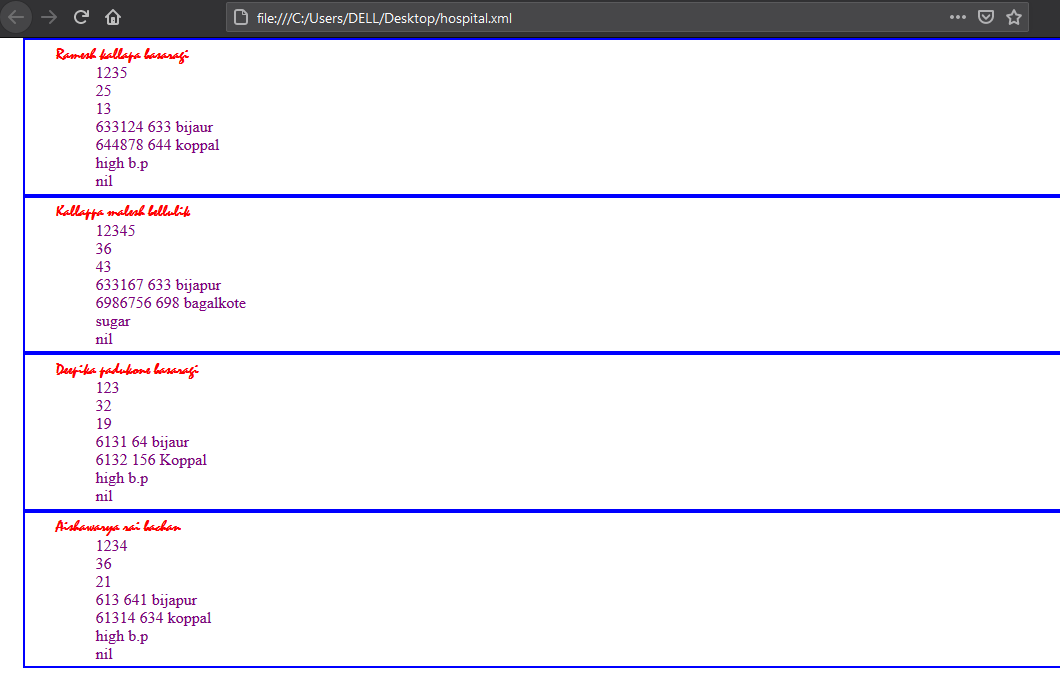 file:///C:/Users/DELL/Desktop/hospital.xml
Ramesh kallapa basaragi
1235
25
13
633124 633 bijaur
644878 644 koppal
high b.p
nil
Kallappa malesh bellulik
12345
36
43
633167 633 bijapur
6986756 698 bagalkote
sugar
nil
Deepika padukone basaragi
123
32
19
6131 64 bijaur
6132 156 Koppal
high b.p
nil
Aishawarya rai bachan
1234
36
21
613 641 bijapur
61314 634 koppal
high b.p
nil